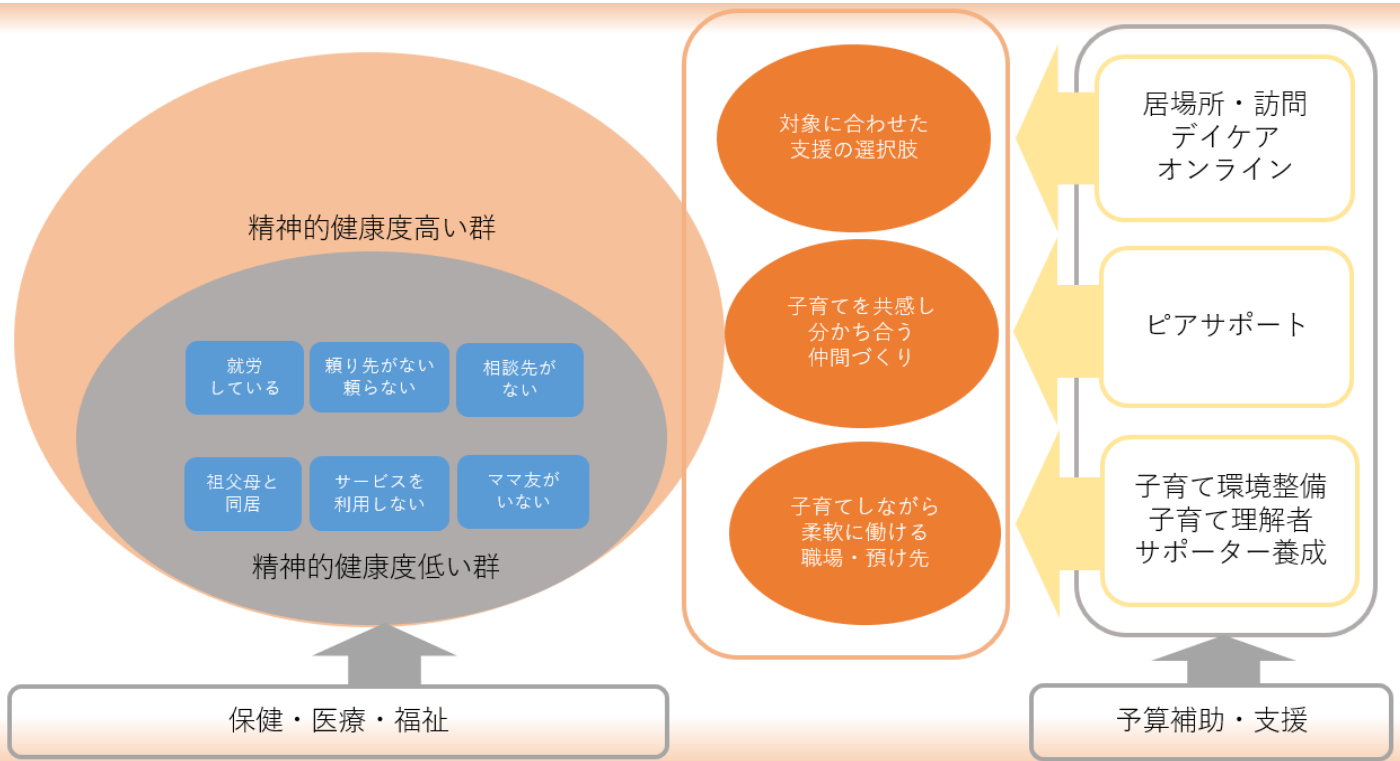 精神的健康度高い群
就労
している
頼り先がない
頼らない
相談先が
ない
祖父母と
同居
サービスを
利用しない
ママ友が
いない
精神的健康度低い群
保健・医療・福祉
対象に合わせた
支援の選択肢
子育てを共感し
分かち合う
仲間づくり
子育てしながら
柔軟に働ける
職場・預け先
居場所・訪問
デイケア
オンライン
ピアサポート
子育て環境整備
子育て理解者
サポーター養成
予算補助・支援